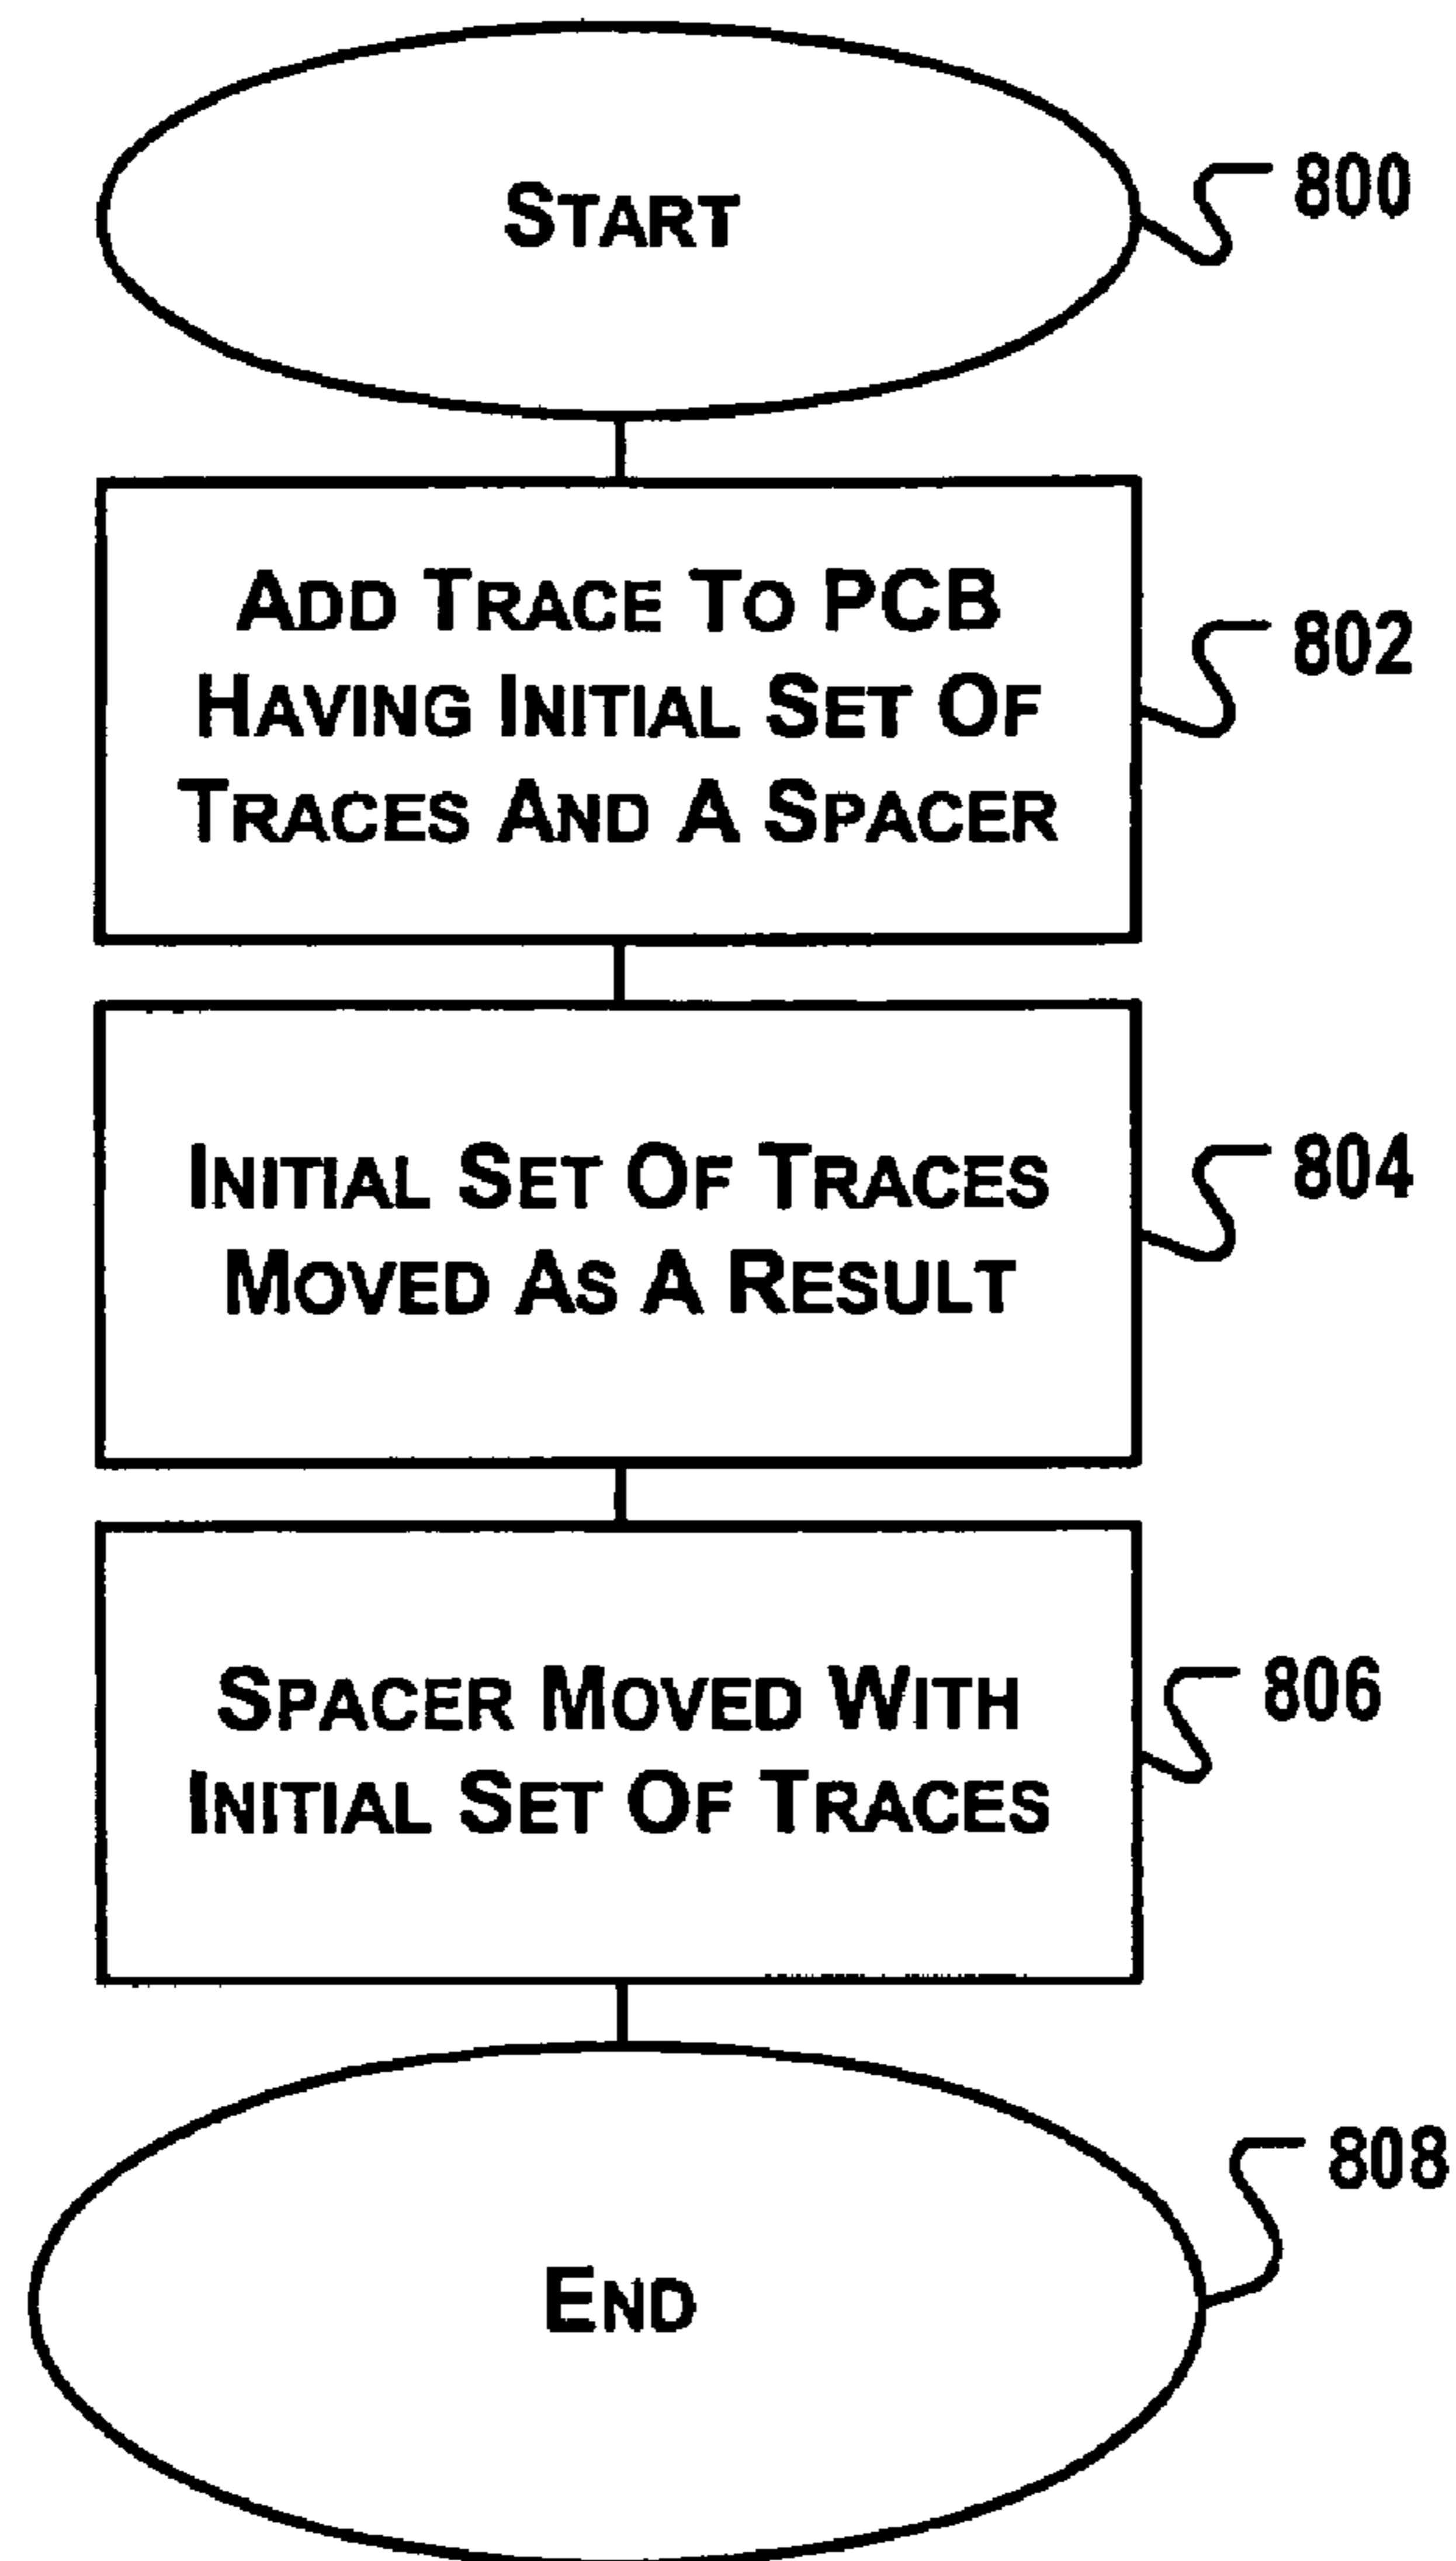 START
800
ADD TRACE TO PCB
HAVING INITIAL SET OF
TRACES AND A SPACER
802
INITIAL SET OF TRACES
MOVED AS A RESULT
804
SPACER MOVED WITH
INITIAL SET OF TRACES
806
END
808